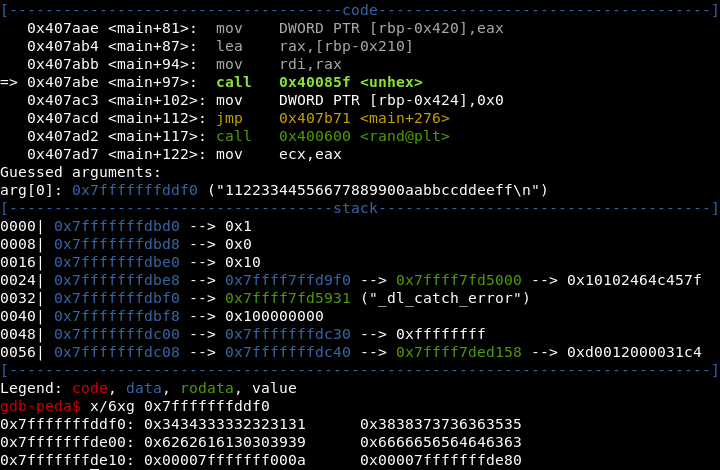 [-------------------------------------code-------------------------------------]
   0x407aae <main+81>:	mov    DWORD PTR [rbp-0x420],eax
   0x407ab4 <main+87>:	lea    rax,[rbp-0x210]
   0x407abb <main+94>:	mov    rdi,rax
=> 0x407abe <main+97>:	call   0x40085f <unhex>
   0x407ac3 <main+102>:	mov    DWORD PTR [rbp-0x424],0x0
   0x407acd <main+112>:	jmp    0x407b71 <main+276>
   0x407ad2 <main+117>:	call   0x400600 <rand@plt>
   0x407ad7 <main+122>:	mov    ecx,eax
Guessed arguments:
arg[0]: 0x7fffffffddf0 ("11223344556677889900aabbccddeeff\n")
[------------------------------------stack-------------------------------------]
0000| 0x7fffffffdbd0 --> 0x1
0008| 0x7fffffffdbd8 --> 0x0
0016| 0x7fffffffdbe0 --> 0x10
0024| 0x7fffffffdbe8 --> 0x7ffff7ffd9f0 --> 0x7ffff7fd5000 --> 0x10102464c457f
0032| 0x7fffffffdbf0 --> 0x7ffff7fd5931 ("_dl_catch_error")
0040| 0x7fffffffdbf8 --> 0x100000000
0048| 0x7fffffffdc00 --> 0x7fffffffdc30 --> 0xffffffff
0056| 0x7fffffffdc08 --> 0x7fffffffdc40 --> 0x7ffff7ded158 --> 0xd0012000031c4
[------------------------------------------------------------------------------]
Legend: code, data, rodata, value
gdb-peda$ x/6xg 0x7fffffffddf0
0x7fffffffddf0:	0x3434333332323131	0x3838373736363535
0x7fffffffde00:	0x6262616130303939	0x6666656564646363
0x7fffffffde10:	0x00007fffffff000a	0x00007fffffffde80